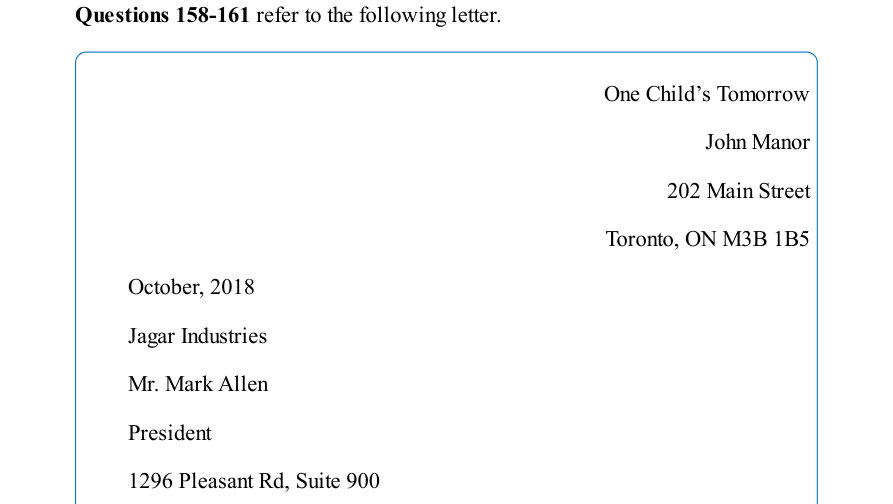 Questions 158-161 refer to the following letter.
One Child’s Tomorrow
John Manor
202 Main Street
Toronto, ON M3B 1B5
October, 2018
Jagar Industries
Mr. Mark Allen
President
1296 Pleasant Rd, Suite 900